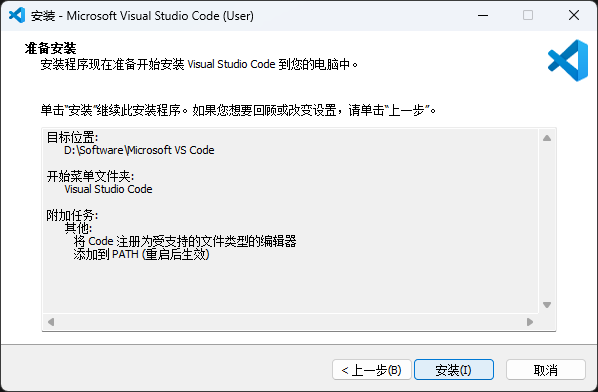 安装 - Microsoft Visual Studio Code (User)
准备安装
安装程序现在准备开始安装 Visual Studio Code 到您的电脑中。
单击“安装”继续此安装程序。如果您想要回顾或改变设置，请单击“上一步”。
目标位置:
D:\Software\Microsoft VS Code
开始菜单文件夹:
Visual Studio Code
附加任务:
其他:
将 Code 注册为受支持的文件类型的编辑器
添加到 PATH (重启后生效)
< 上一步(B)
安装(I)
取消